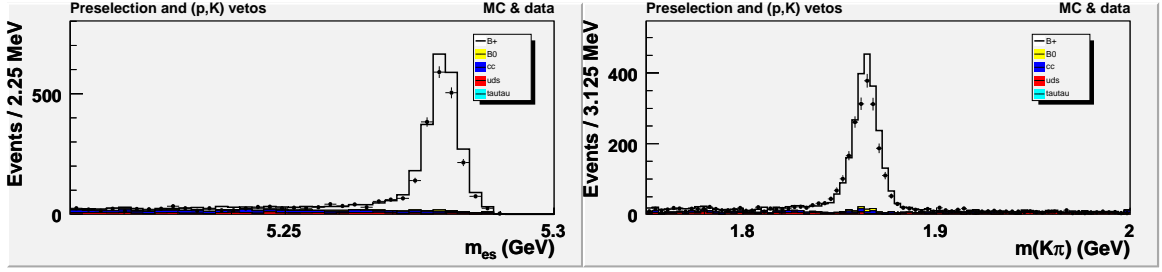 Preselection and (p,K) vetos MC & data
Events / 2.25 MeV
500
0
B+
B0
cc
uds
tautau
5.25 5.3
m_es (GeV)
Preselection and (p,K) vetos MC & data
Events / 3.125 MeV
400
200
0
B+
B0
cc
uds
tautau
1.8 1.9 2
m(Kπ) (GeV)